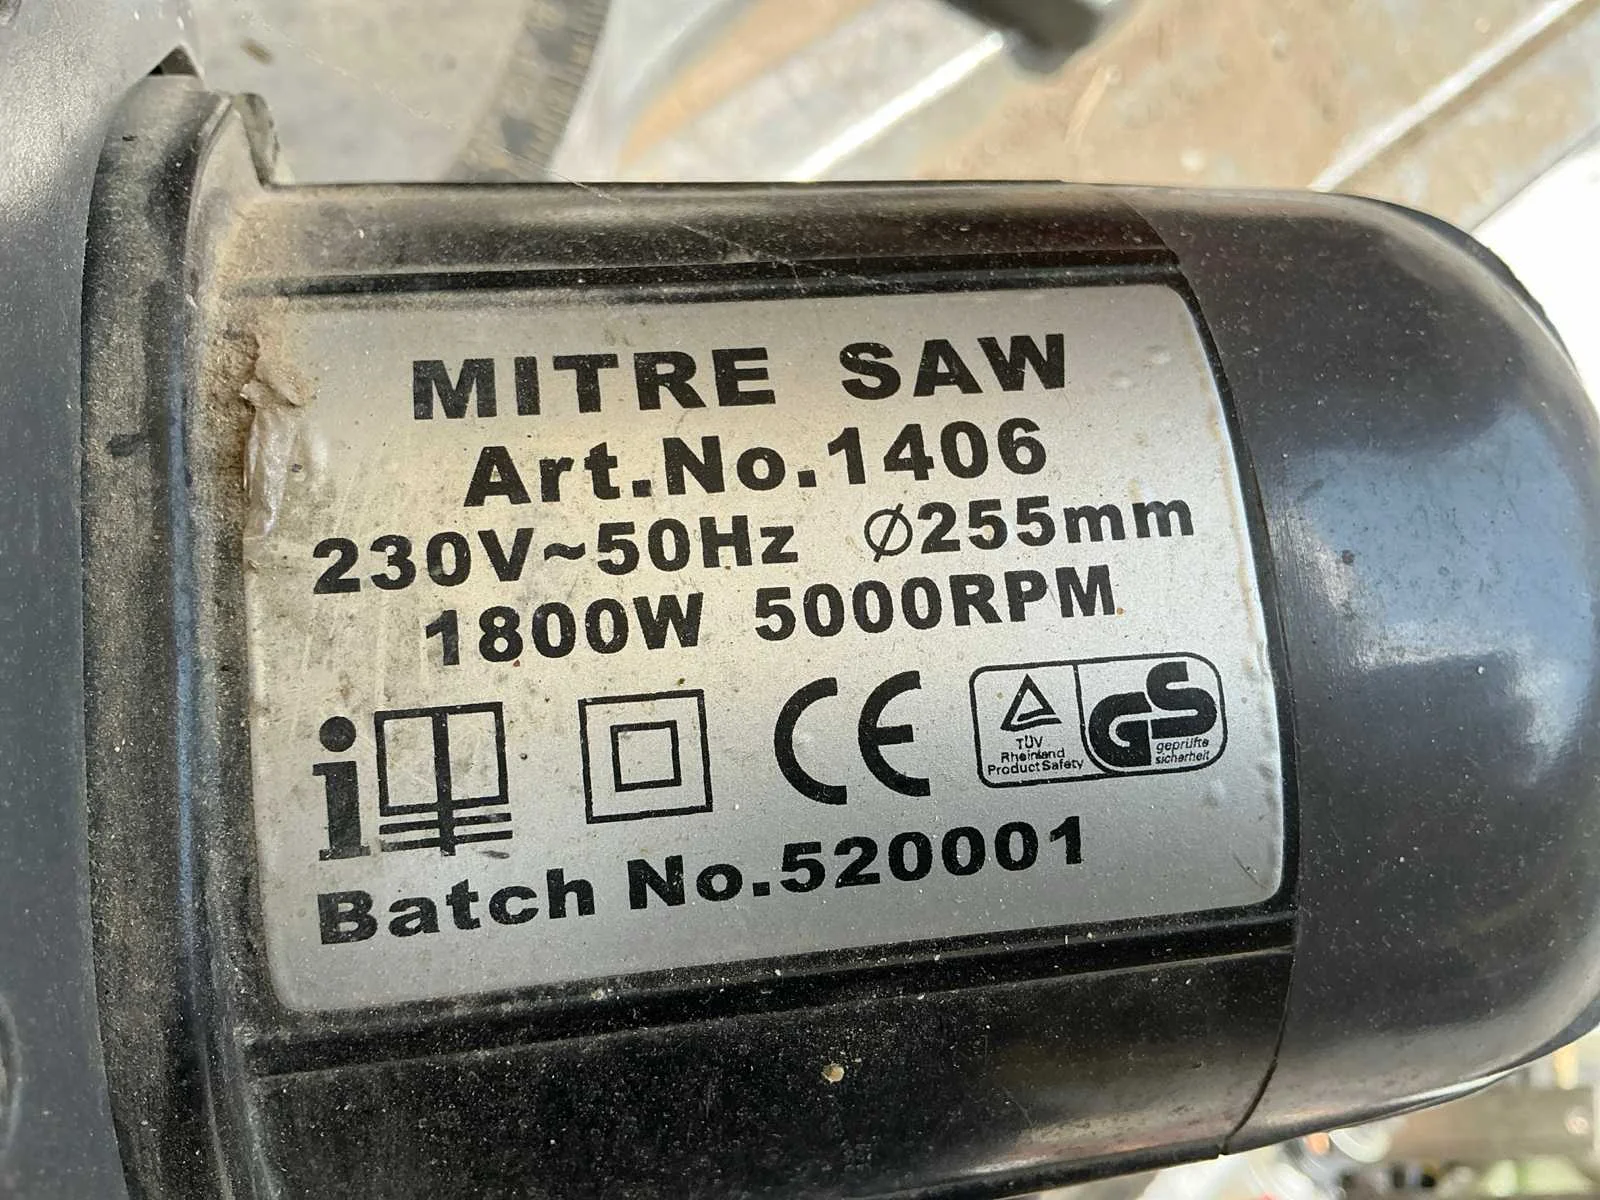 MITRE SAW
Art.No.1406
230V~50Hz Ø255mm
1800W 5000RPM
i
CE
TÜV
Rheinland
Product Safety
GS
geprüfte
sicherheit
Batch No.520001